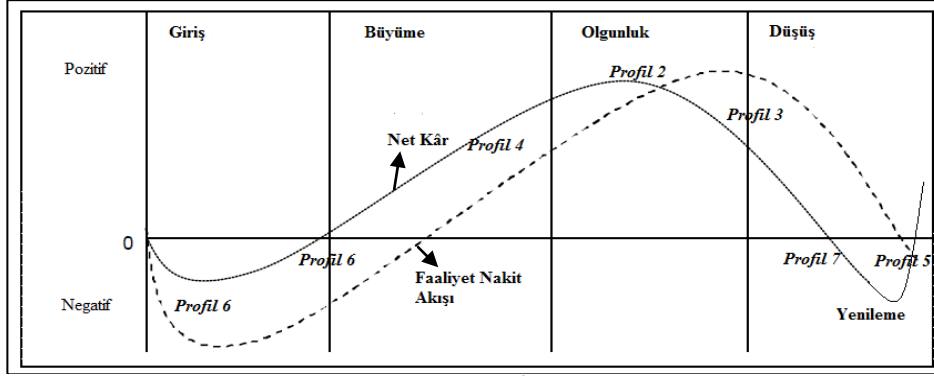 Giriş
Büyüme
Olgunluk
Düşüş
Pozitif
Profil 2
Profil 3
Net Kâr
Profil 4
0
Profil 6
Profil 7
Profil 5
Faaliyet Nakit
Akışı
Negatif
Profil 6
Yenileme